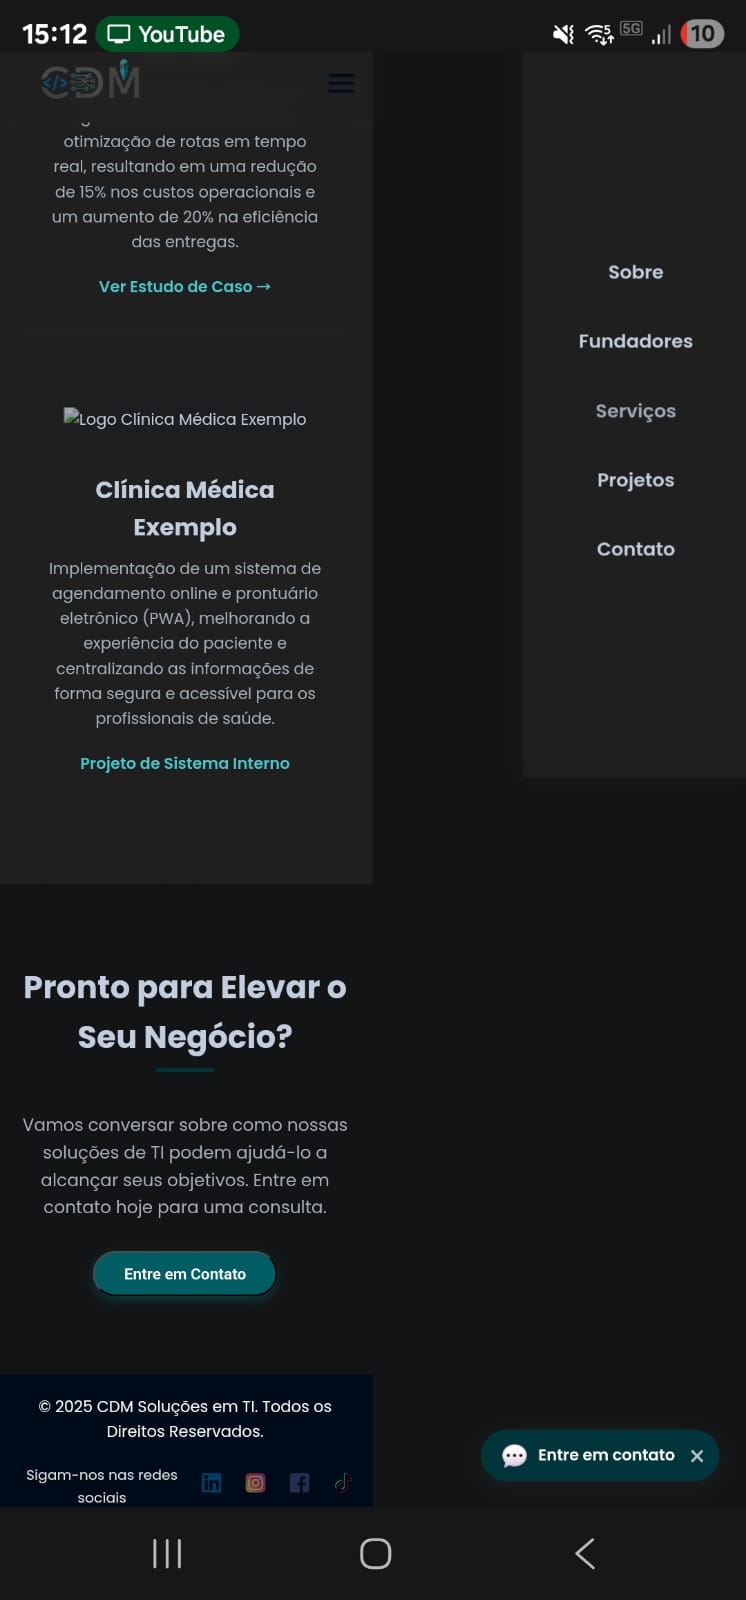 15:12 YouTube 5G 10
</> CDM
otimização de rotas em tempo
real, resultando em uma redução
de 15% nos custos operacionais e
um aumento de 20% na eficiência
das entregas.
Ver Estudo de Caso →
Logo Clínica Médica Exemplo
Clínica Médica
Exemplo
Implementação de um sistema de
agendamento online e prontuário
eletrônico (PWA), melhorando a
experiência do paciente e
centralizando as informações de
forma segura e acessível para os
profissionais de saúde.
Projeto de Sistema Interno
Sobre
Fundadores
Serviços
Projetos
Contato
Pronto para Elevar o
Seu Negócio?
Vamos conversar sobre como nossas
soluções de TI podem ajudá-lo a
alcançar seus objetivos. Entre em
contato hoje para uma consulta.
Entre em Contato
© 2025 CDM Soluções em TI. Todos os
Direitos Reservados.
Sigam-nos nas redes
sociais
Entre em contato ×